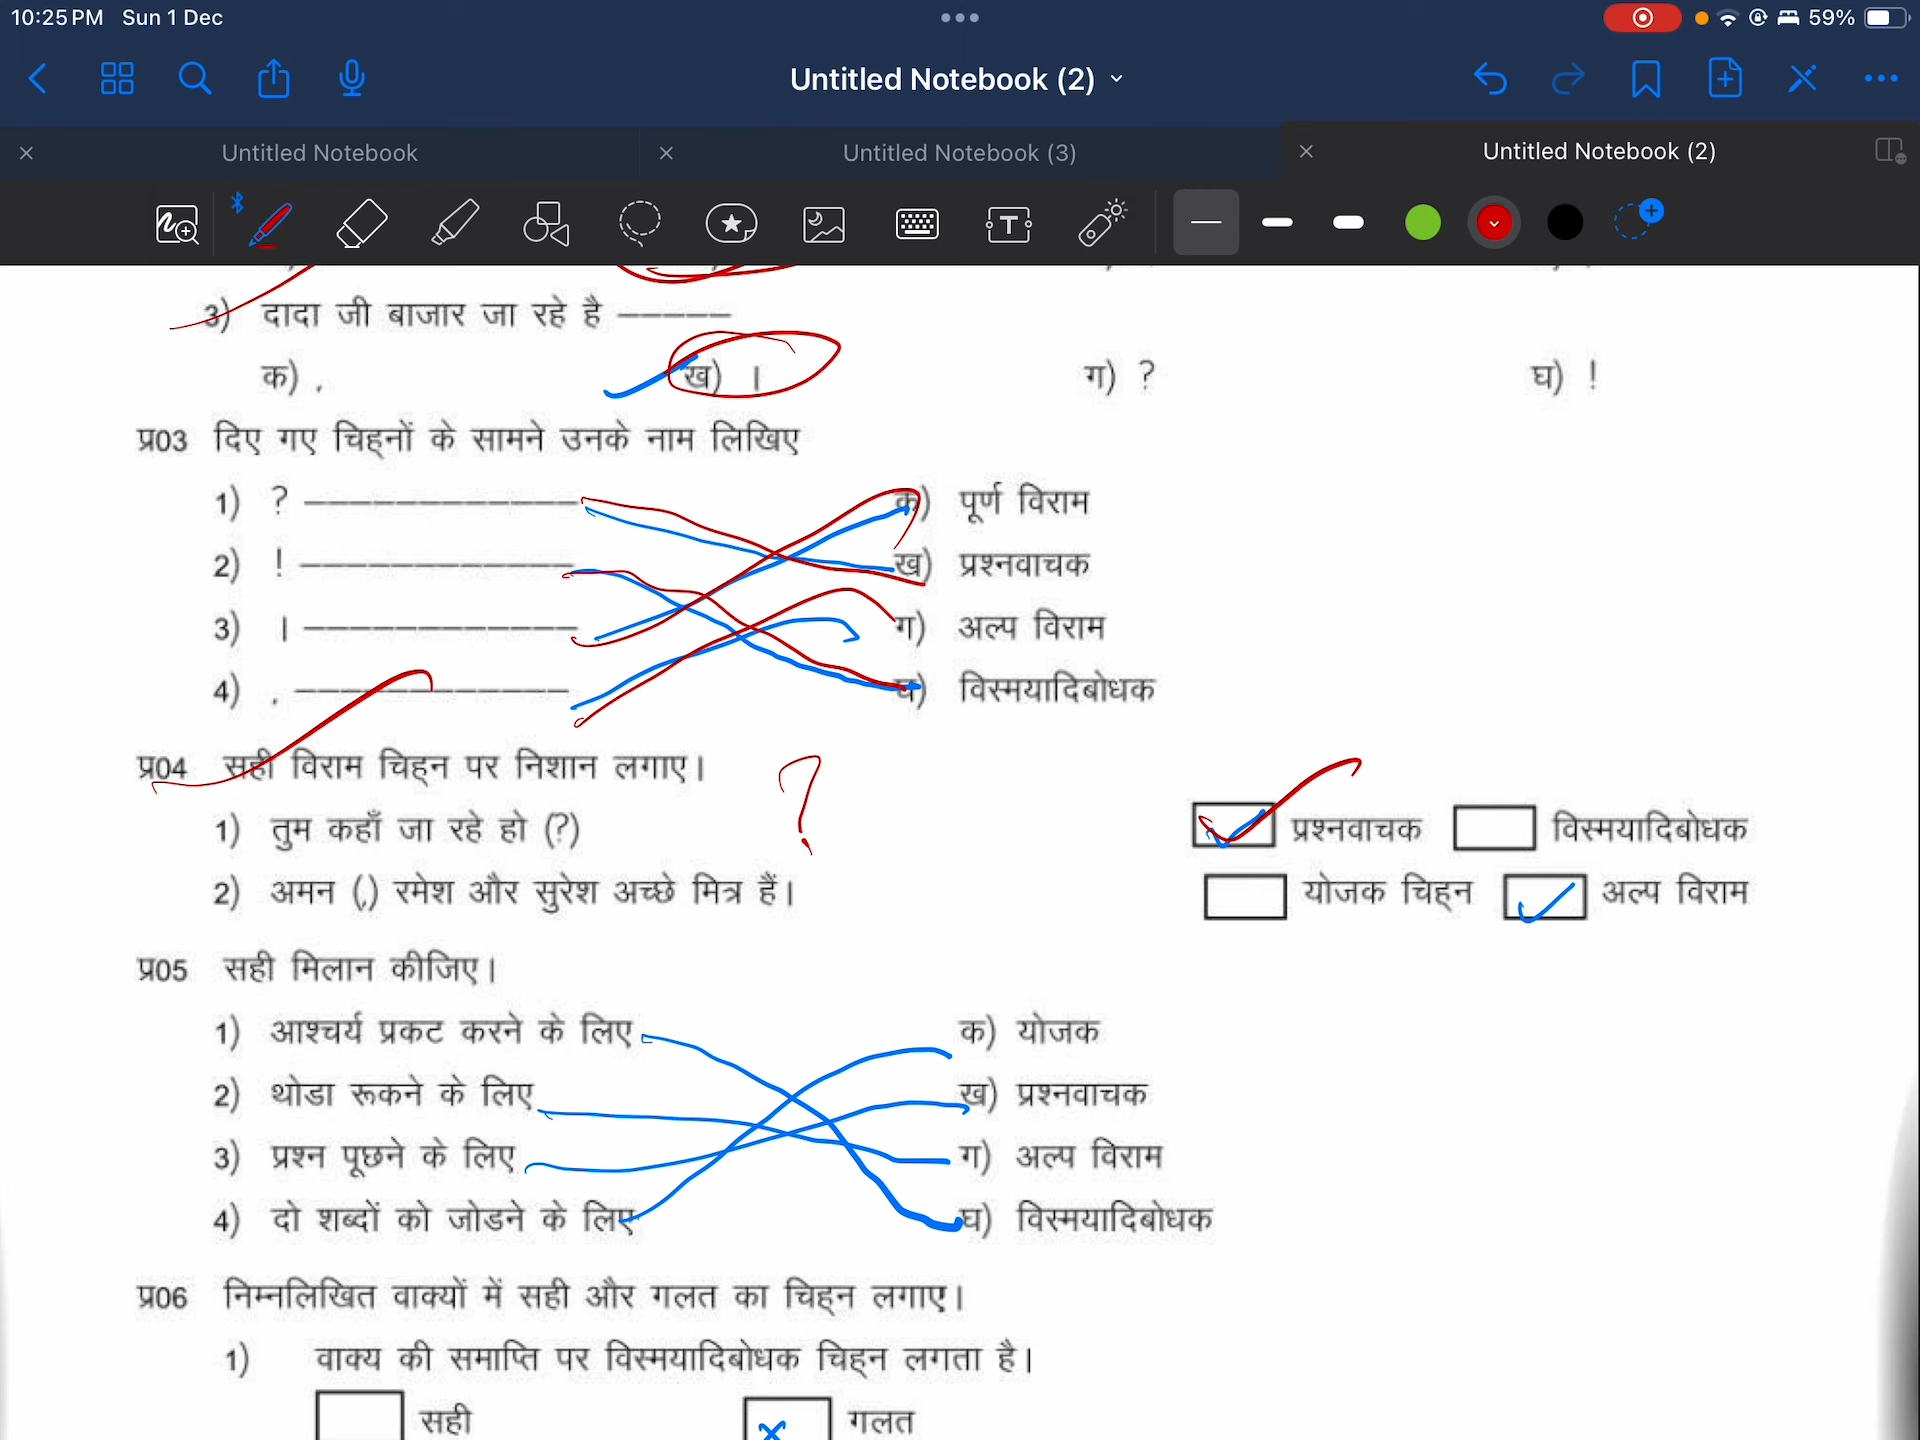 10:25 PM Sun 1 Dec
59%
Untitled Notebook (2)
Untitled Notebook
Untitled Notebook (3)
Untitled Notebook (2)
3) दादा जी बाजार जा रहे है -----
क) , ख) । ग) ? घ) !
प्र03 दिए गए चिह्नों के सामने उनके नाम लिखिए
1) ? ------------ क) पूर्ण विराम
2) ! ------------ ख) प्रश्नवाचक
3) । ------------ ग) अल्प विराम
4) , ------------ घ) विस्मयादिबोधक
प्र04 सही विराम चिह्न पर निशान लगाए।
?
1) तुम कहाँ जा रहे हो (?) प्रश्नवाचक विस्मयादिबोधक
2) अमन (,) रमेश और सुरेश अच्छे मित्र हैं। योजक चिह्न अल्प विराम
प्र05 सही मिलान कीजिए।
1) आश्चर्य प्रकट करने के लिए क) योजक
2) थोडा रूकने के लिए ख) प्रश्नवाचक
3) प्रश्न पूछने के लिए ग) अल्प विराम
4) दो शब्दों को जोडने के लिए घ) विस्मयादिबोधक
प्र06 निम्नलिखित वाक्यों में सही और गलत का चिह्न लगाए।
1) वाक्य की समाप्ति पर विस्मयादिबोधक चिह्न लगता है।
सही गलत